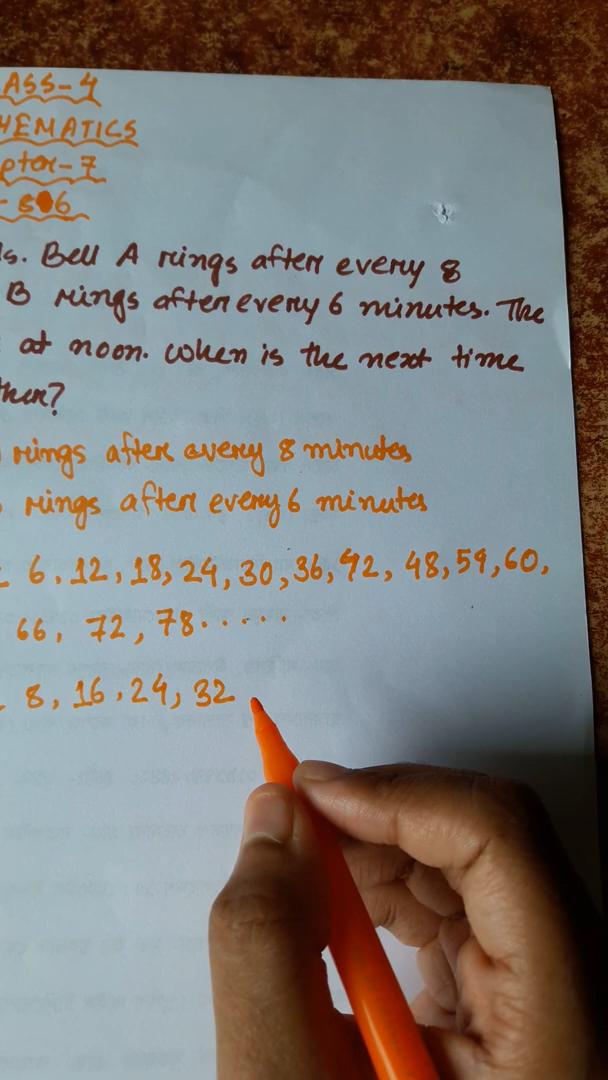 ASS-4
HEMATICS
pter-7
806
ls. Bell A rings after every 8
B rings after every 6 minutes. The
at noon. when is the next time
ther?
rings after every 8 minutes
rings after every 6 minutes
6, 12, 18, 24, 30, 36, 42, 48, 54, 60,
66, 72, 78.....
8, 16, 24, 32